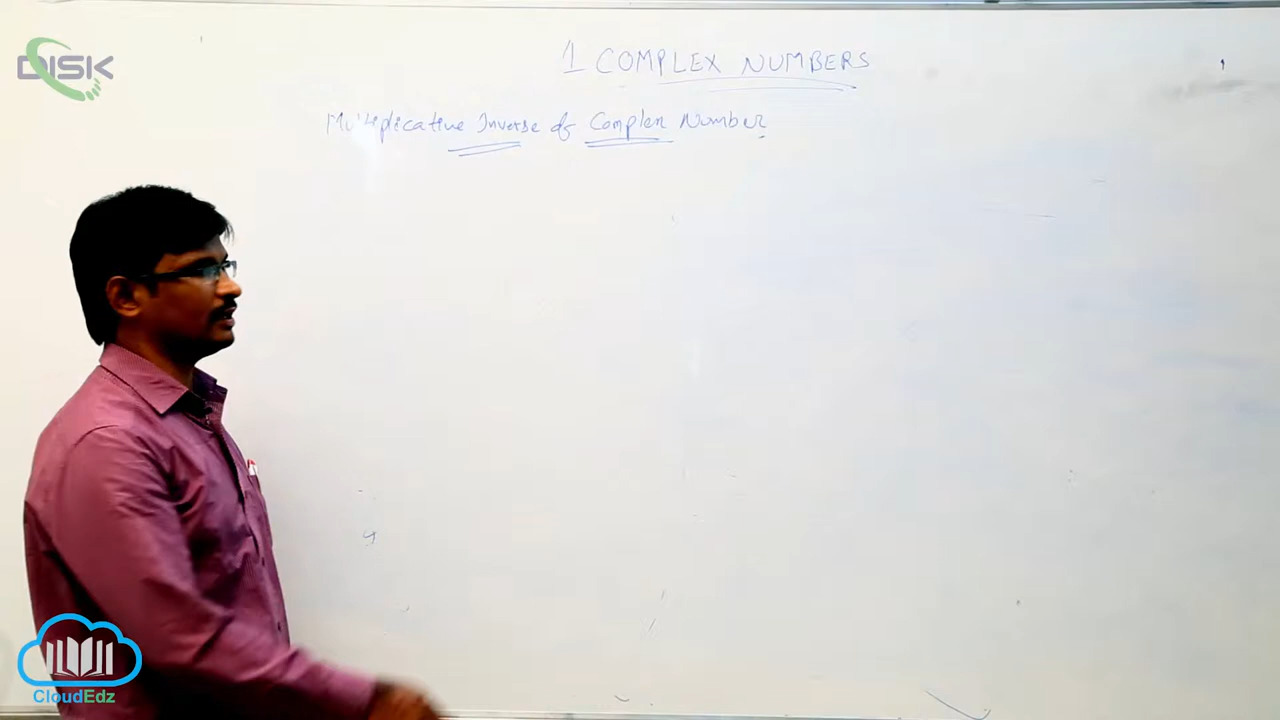 DISK
1 COMPLEX NUMBERS
Multiplicative Inverse of Complex Number
CloudEdz